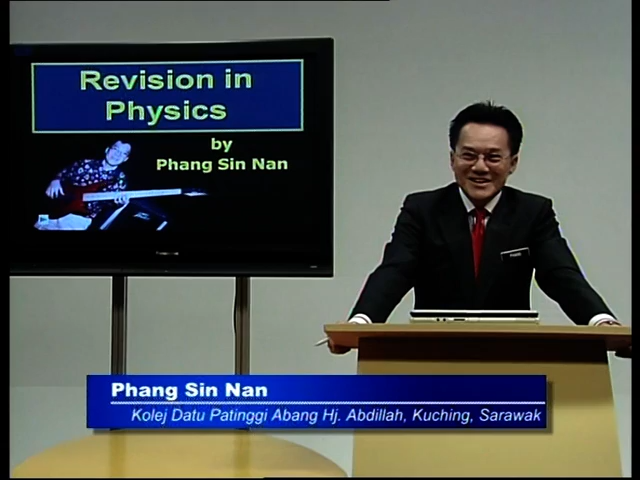 Revision in
Physics
by
Phang Sin Nan
Phang Sin Nan
Kolej Datu Patinggi Abang Hj. Abdillah, Kuching, Sarawak